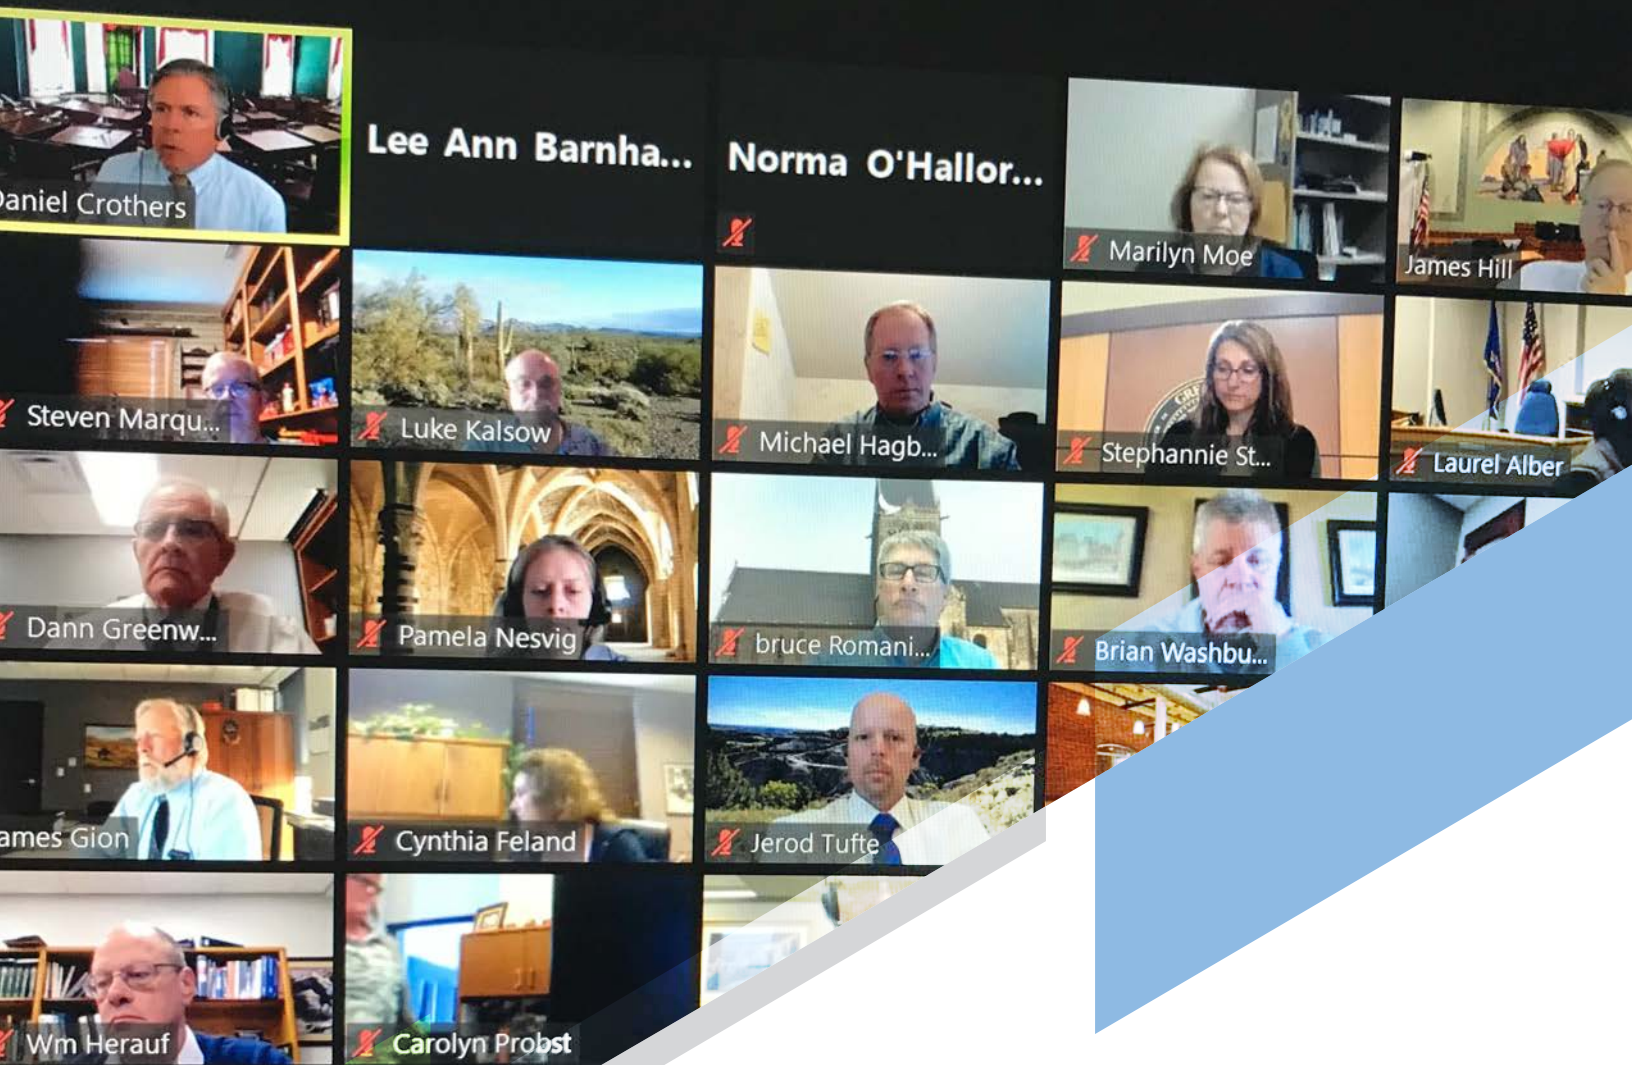 Lee Ann Barnha...
Norma O'Hallor...
Daniel Crothers
Marilyn Moe
James Hill
Steven Marqu...
Luke Kalsow
Michael Hagb...
Stephannie St...
Laurel Alber
GRE
Dann Greenw...
Pamela Nesvig
bruce Romani...
Brian Washbu...
ames Gion
Cynthia Feland
Jerod Tufte
Wm Herauf
Carolyn Probst